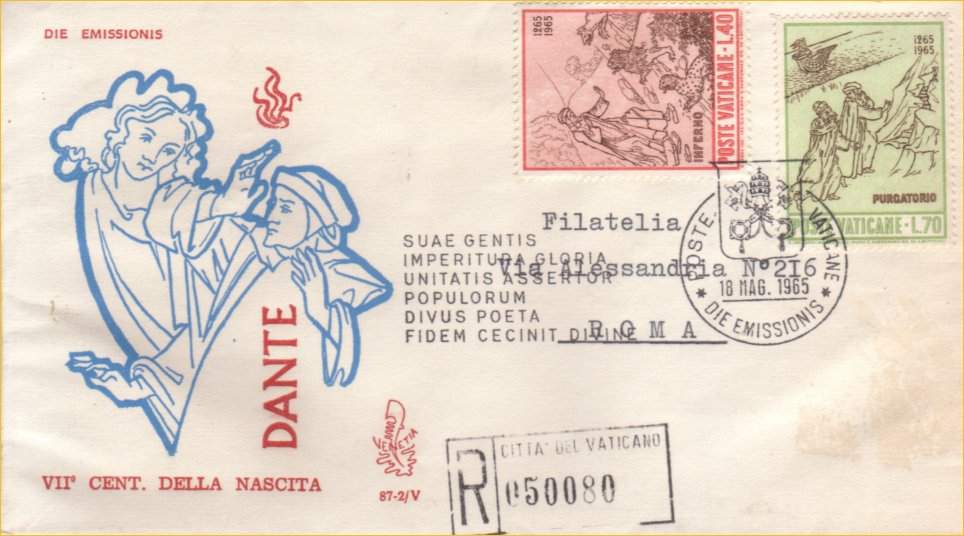 DIE EMISSIONIS
1265
1965
INFERNO
POSTE VATICANE·L.40
1265
1965
PURGATORIO
POSTE VATICANE·L.70
Filatelia
Via Alessandria N°2I6
ROMA
SUAE GENTIS
IMPERITURA GLORIA
UNITATIS ASSERTOR
POPULORUM
DIVUS POETA
FIDEM CECINIT DIVINE
POSTE VATICANE
18 MAG. 1965
* DIE EMISSIONIS *
DANTE
VII° CENT. DELLA NASCITA
VENETIA
87-2/V
R
CITTA' DEL VATICANO
050080